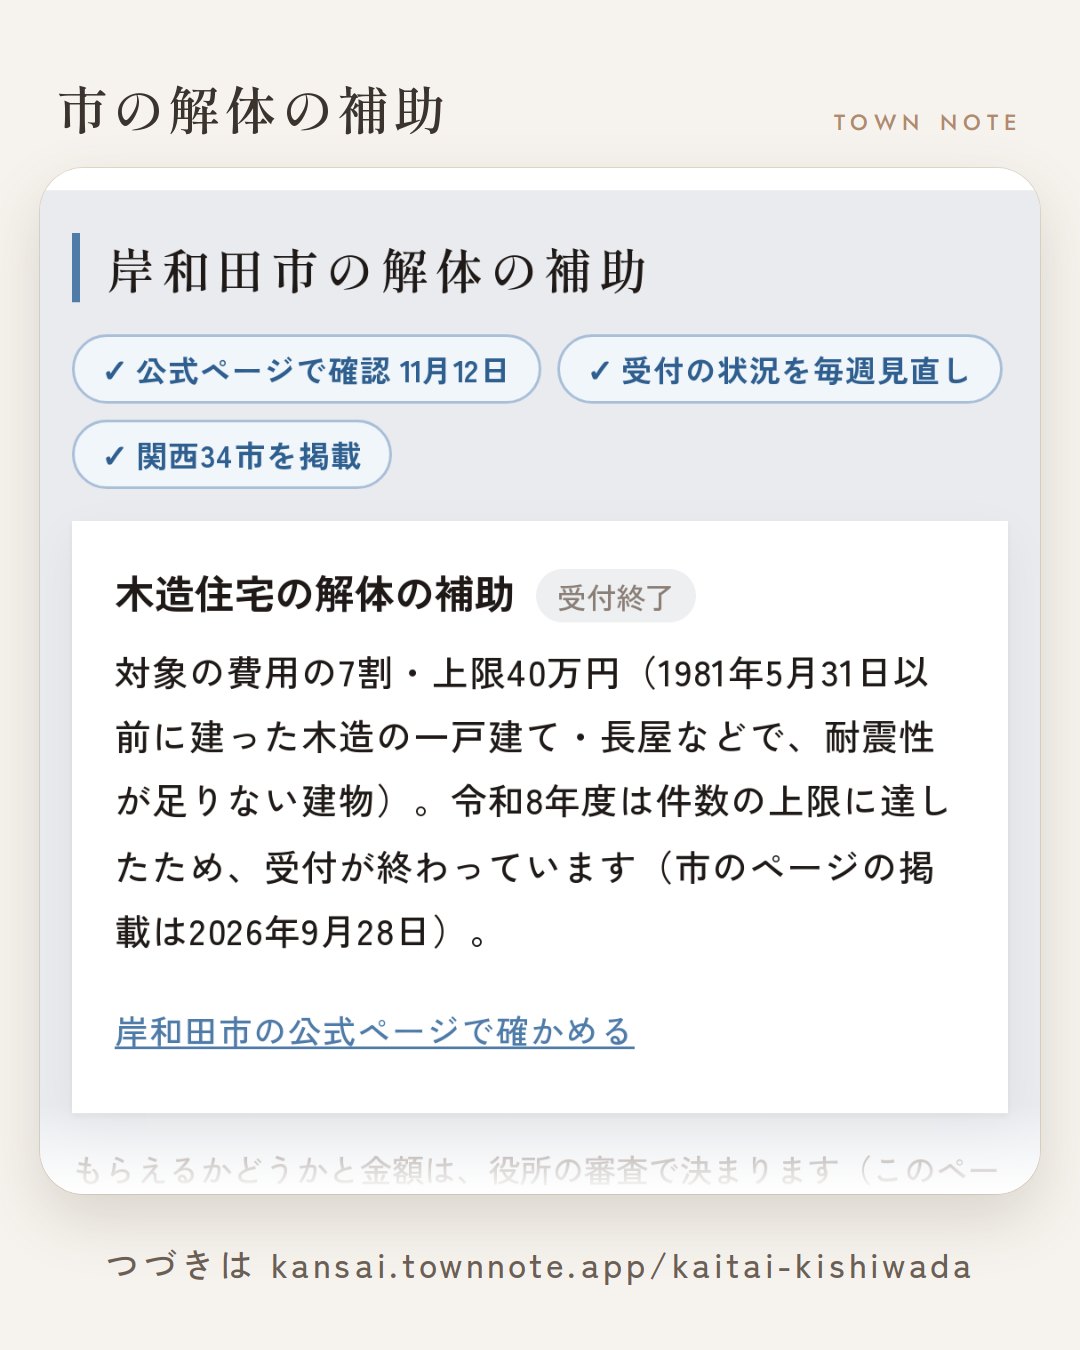 市の解体の補助
TOWN NOTE
岸和田市の解体の補助
✓ 公式ページで確認 11月12日
✓ 受付の状況を毎週見直し
✓ 関西34市を掲載
木造住宅の解体の補助 受付終了
対象の費用の7割・上限40万円（1981年5月31日以
前に建った木造の一戸建て・長屋などで、耐震性
が足りない建物）。令和8年度は件数の上限に達し
たため、受付が終わっています（市のページの掲
載は2026年9月28日）。
岸和田市の公式ページで確かめる
もらえるかどうかと金額は、役所の審査で決まります（このペー
つづきは kansai.townnote.app/kaitai-kishiwada